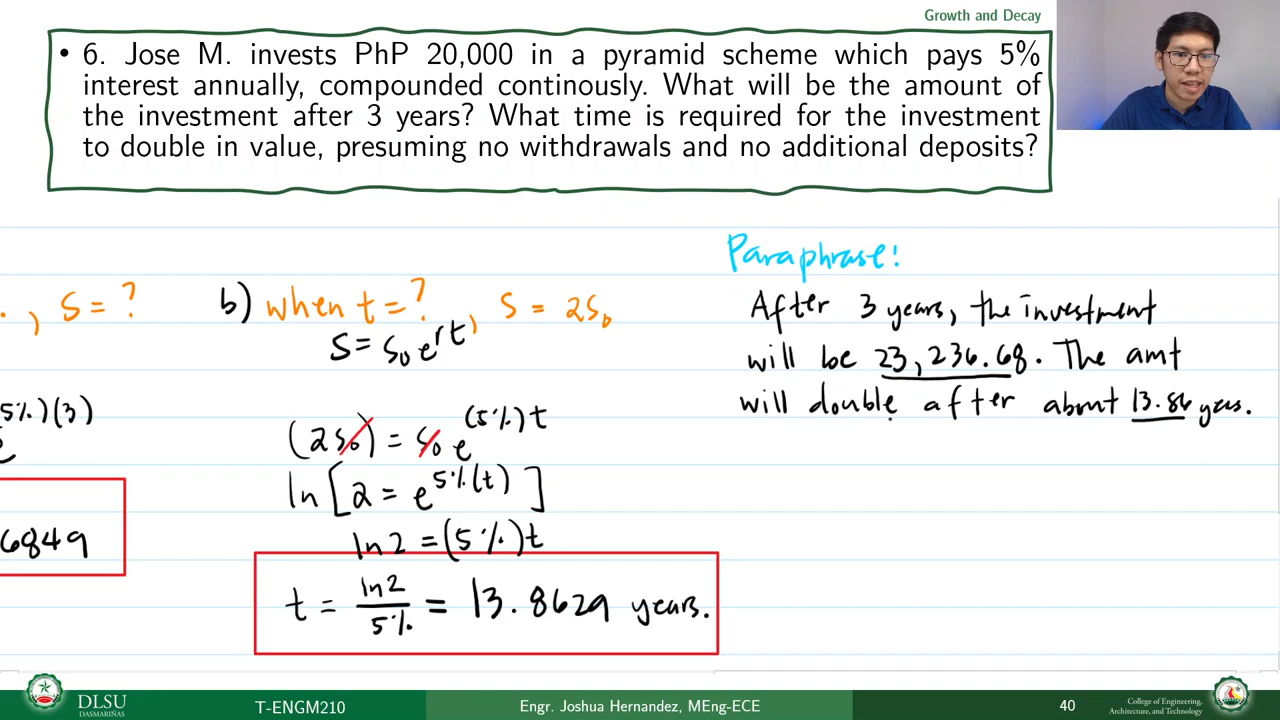 Growth and Decay
• 6. Jose M. invests PhP 20,000 in a pyramid scheme which pays 5%
interest annually, compounded continously. What will be the amount of
the investment after 3 years? What time is required for the investment
to double in value, presuming no withdrawals and no additional deposits?
Paraphrase!
After 3 years, the investment
will be 23,236.68. The amt
will double after about 13.86 yrs.
, S = ?
5%)(3)
e
6849
b) when t = ?, S = 2S₀
S = S₀e^rt
(2S₀) = S₀e^(5%)t
ln[2 = e^5%(t)]
ln2 = (5%)t
t = ln2/5% = 13.8629 years.
DLSU
DASMARIÑAS
T-ENGM210
Engr. Joshua Hernandez, MEng-ECE
40
College of Engineering,
Architecture, and Technology